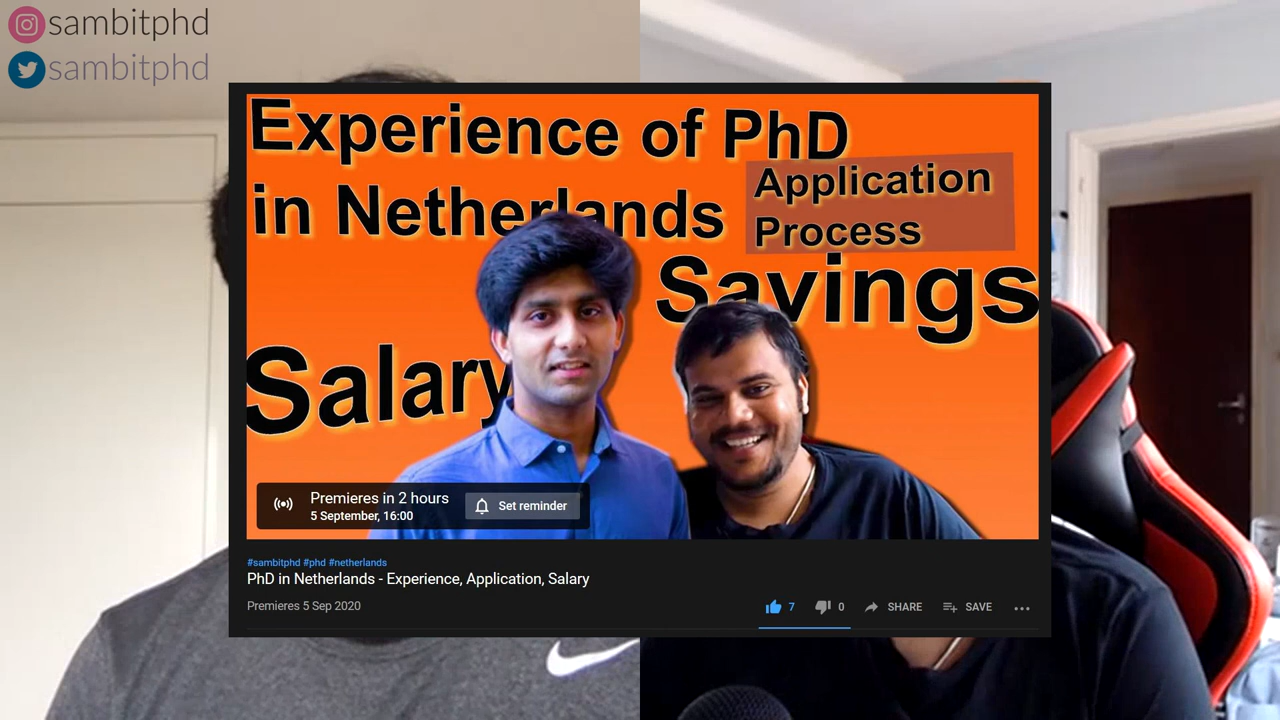 sambitphd
sambitphd
Experience of PhD
in Netherlands
Application
Process
Savings
Salary
Premieres in 2 hours
5 September, 16:00
Set reminder
#sambitphd #phd #netherlands
PhD in Netherlands - Experience, Application, Salary
Premieres 5 Sep 2020
7
0
SHARE
SAVE